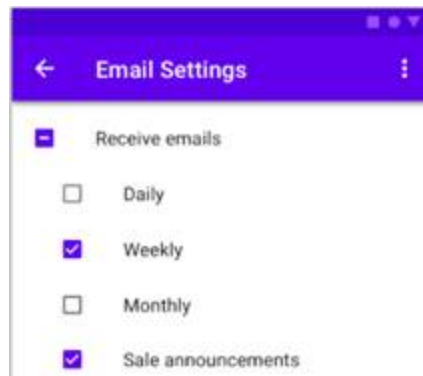 Email Settings
Receive emails
Daily
Weekly
Monthly
Sale announcements